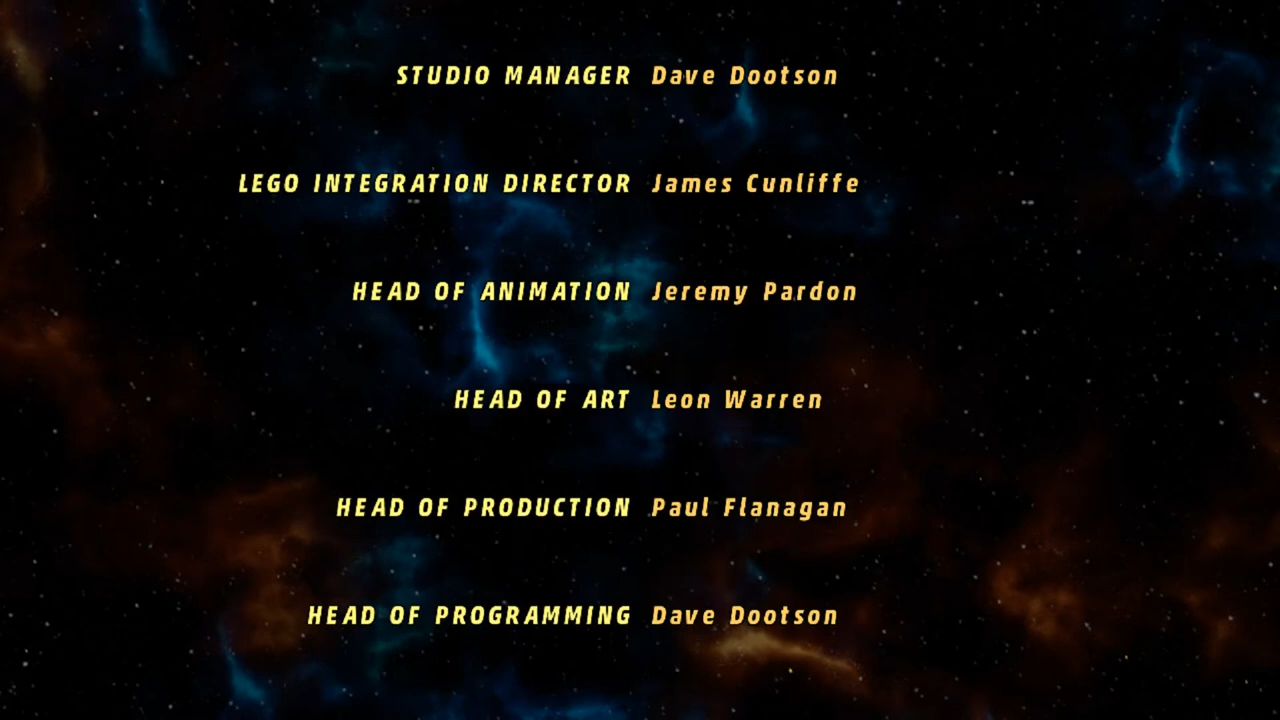 STUDIO MANAGER Dave Dootson
LEGO INTEGRATION DIRECTOR James Cunliffe
HEAD OF ANIMATION Jeremy Pardon
HEAD OF ART Leon Warren
HEAD OF PRODUCTION Paul Flanagan
HEAD OF PROGRAMMING Dave Dootson